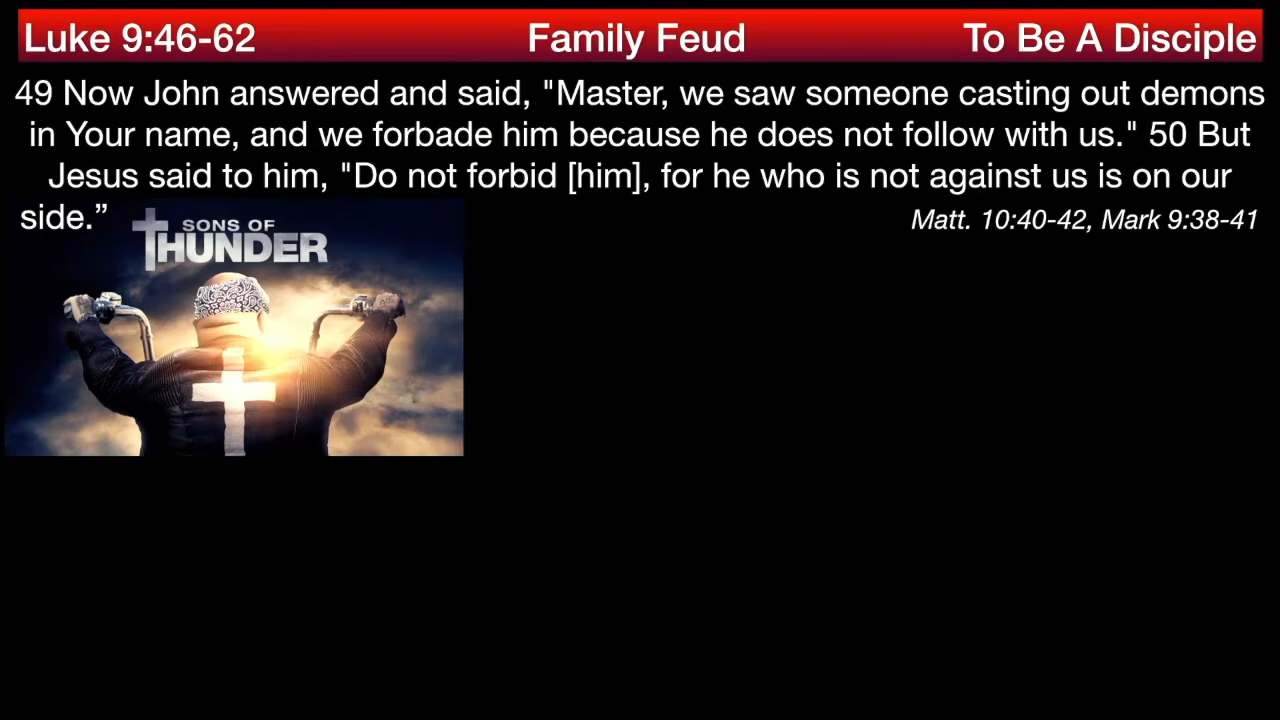 Luke 9:46-62 Family Feud To Be A Disciple
49 Now John answered and said, "Master, we saw someone casting out demons
in Your name, and we forbade him because he does not follow with us." 50 But
Jesus said to him, "Do not forbid [him], for he who is not against us is on our
side.” Matt. 10:40-42, Mark 9:38-41
SONS OF
THUNDER